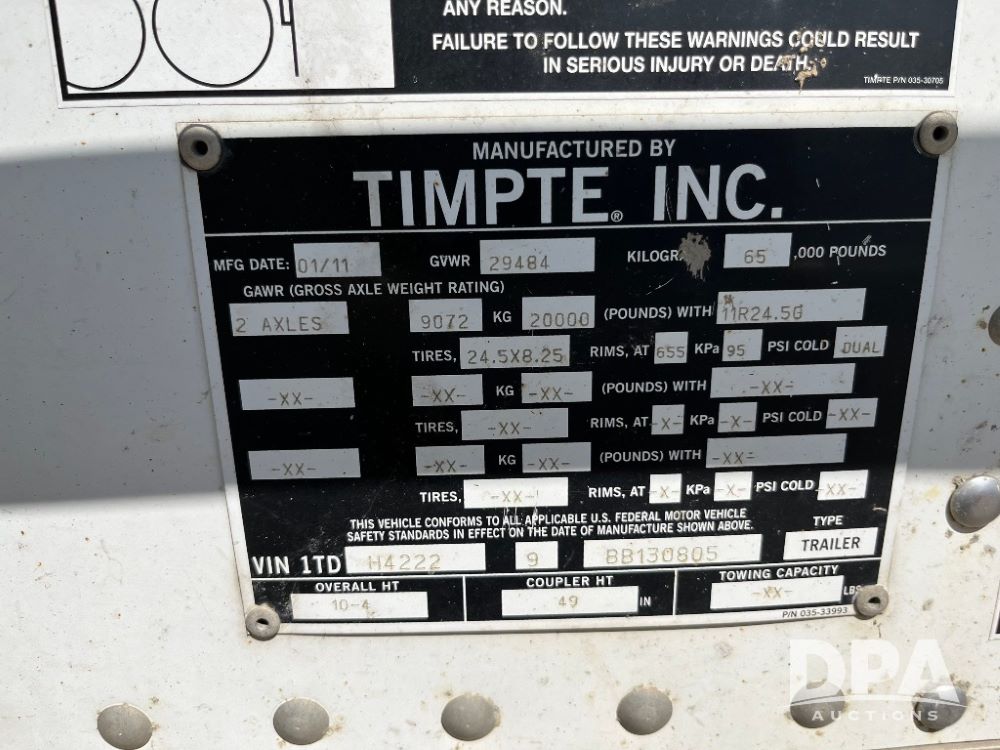 ANY REASON.
FAILURE TO FOLLOW THESE WARNINGS COULD RESULT
IN SERIOUS INJURY OR DEATH.
TIMPTE P/N 035-30705
MANUFACTURED BY
TIMPTE® INC.
MFG DATE: 01/11 GVWR 29484 KILOGRA 65 ,000 POUNDS
GAWR (GROSS AXLE WEIGHT RATING)
2 AXLES 9072 KG 20000 (POUNDS) WITH 11R24.5G
TIRES, 24.5X8.25 RIMS, AT 655 KPa 95 PSI COLD DUAL
-XX- -XX- KG -XX- (POUNDS) WITH -XX-
TIRES, -XX- RIMS, AT -X- KPa -X- PSI COLD -XX-
-XX- -XX- KG -XX- (POUNDS) WITH -XX-
TIRES, -XX- RIMS, AT -X- KPa -X- PSI COLD -XX-
THIS VEHICLE CONFORMS TO ALL APPLICABLE U.S. FEDERAL MOTOR VEHICLE
SAFETY STANDARDS IN EFFECT ON THE DATE OF MANUFACTURE SHOWN ABOVE.
TYPE
VIN 1TD H4222 9 BB130805 TRAILER
OVERALL HT COUPLER HT TOWING CAPACITY
10-4 49 IN -XX- LBS
P/N 035-33993
DPA
AUCTIONS